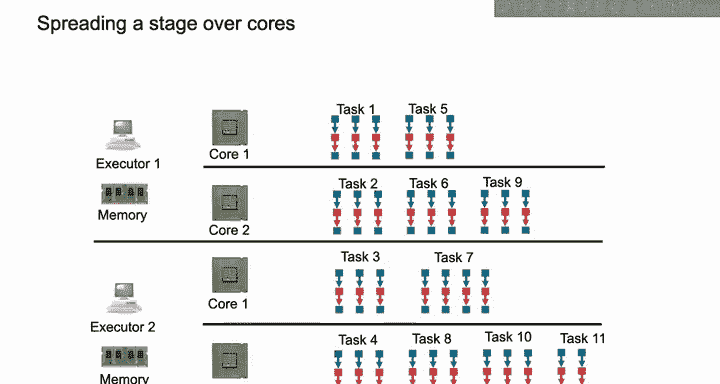 Spreading a stage over cores
Task 1 Task 5
Executor 1
Core 1
Task 2 Task 6 Task 9
Memory
Core 2
Task 3 Task 7
Core 1
Executor 2
Task 4 Task 8 Task 10 Task 11
Memory